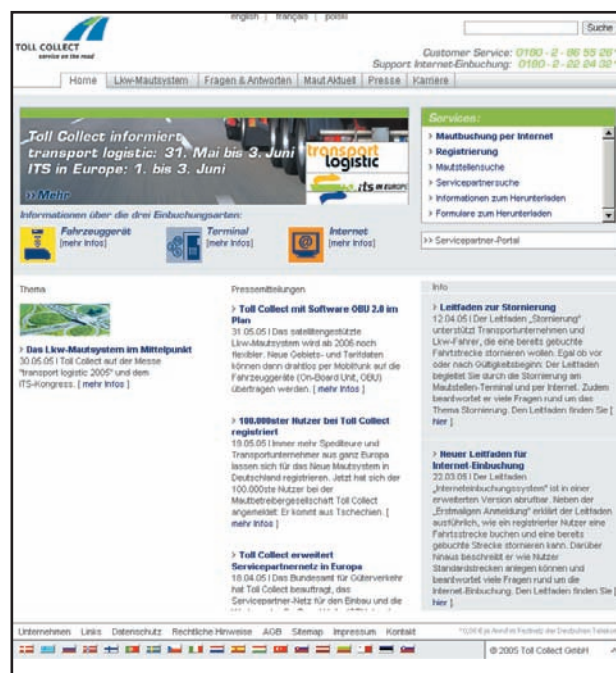 english | français | polski
Suche
TOLL COLLECT
service on the road
Customer Service: 0180 - 2 - 86 55 26*
Support Internet-Einbuchung: 0180 - 2 - 22 24 32*
Home | Lkw-Mautsystem | Fragen & Antworten | Maut Aktuell | Presse | Karriere
Toll Collect informiert
transport logistic: 31. Mai bis 3. Juni
ITS in Europe: 1. bis 3. Juni
>>Mehr
transport
logistic
its IN EUROPE
Services:
> Mautbuchung per Internet
> Registrierung
> Mautstellensuche
> Servicepartnersuche
> Informationen zum Herunterladen
> Formulare zum Herunterladen
>> Servicepartner-Portal
Informationen über die drei Einbuchungsarten:
Fahrzeuggerät
[mehr Infos]
Terminal
[mehr Infos]
Internet
[mehr Infos]
Thema
> Das Lkw-Mautsystem im Mittelpunkt
30.05.05 | Toll Collect auf der Messe
"transport logistic 2005" und dem
ITS-Kongress. [ mehr Infos ]
Pressemitteilungen
> Toll Collect mit Software OBU 2.0 im
Plan
31.05.05 | Das satellitengestützte
Lkw-Mautsystem wird ab 2006 noch
flexibler. Neue Gebiets- und Tarifdaten
können dann drahtlos per Mobilfunk auf die
Fahrzeuggeräte (On-Board Unit, OBU)
übertragen werden. [ mehr Infos ]
> 100.000ster Nutzer bei Toll Collect
registriert
19.05.05 | Immer mehr Spediteure und
Transportunternehmer aus ganz Europa
lassen sich für das Neue Mautsystem in
Deutschland registrieren. Jetzt hat sich der
100.000ste Nutzer bei der
Mautbetreibergesellschaft Toll Collect
angemeldet: Er kommt aus Tschechien. [
mehr Infos ]
> Toll Collect erweitert
Servicepartnernetz in Europa
18.04.05 | Das Bundesamt für Güterverkehr
hat Toll Collect beauftragt, das
Servicepartner-Netz für den Einbau und die
Info
> Leitfaden zur Stornierung
12.04.05 | Der Leitfaden „Stornierung"
unterstützt Transportunternehmen und
Lkw-Fahrer, die eine bereits gebuchte
Fahrtstrecke stornieren wollen. Egal ob vor
oder nach Gültigkeitsbeginn: Der Leitfaden
begleitet Sie durch die Stornierung am
Mautstellen-Terminal und per Internet. Zudem
beantwortet er viele Fragen rund um das
Thema Stornierung. Den Leitfaden finden Sie [
hier ].
> Neuer Leitfaden für
Internet-Einbuchung
22.03.05 | Der Leitfaden
„Interneteinbuchungssystem" ist in einer
erweiterten Version abrufbar. Neben der
„Erstmaligen Anmeldung" erklärt der Leitfaden
ausführlich, wie ein registrierter Nutzer eine
Fahrtstrecke buchen und eine bereits
gebuchte Strecke stornieren kann. Darüber
hinaus beschreibt er wie Nutzer
Standardstrecken anlegen können und
beantwortet viele Fragen rund um die
Internet-Einbuchung. Den Leitfaden finden Sie [
hier ].
Unternehmen Links Datenschutz Rechtliche Hinweise AGB Sitemap Impressum Kontakt
© 2005 Toll Collect GmbH